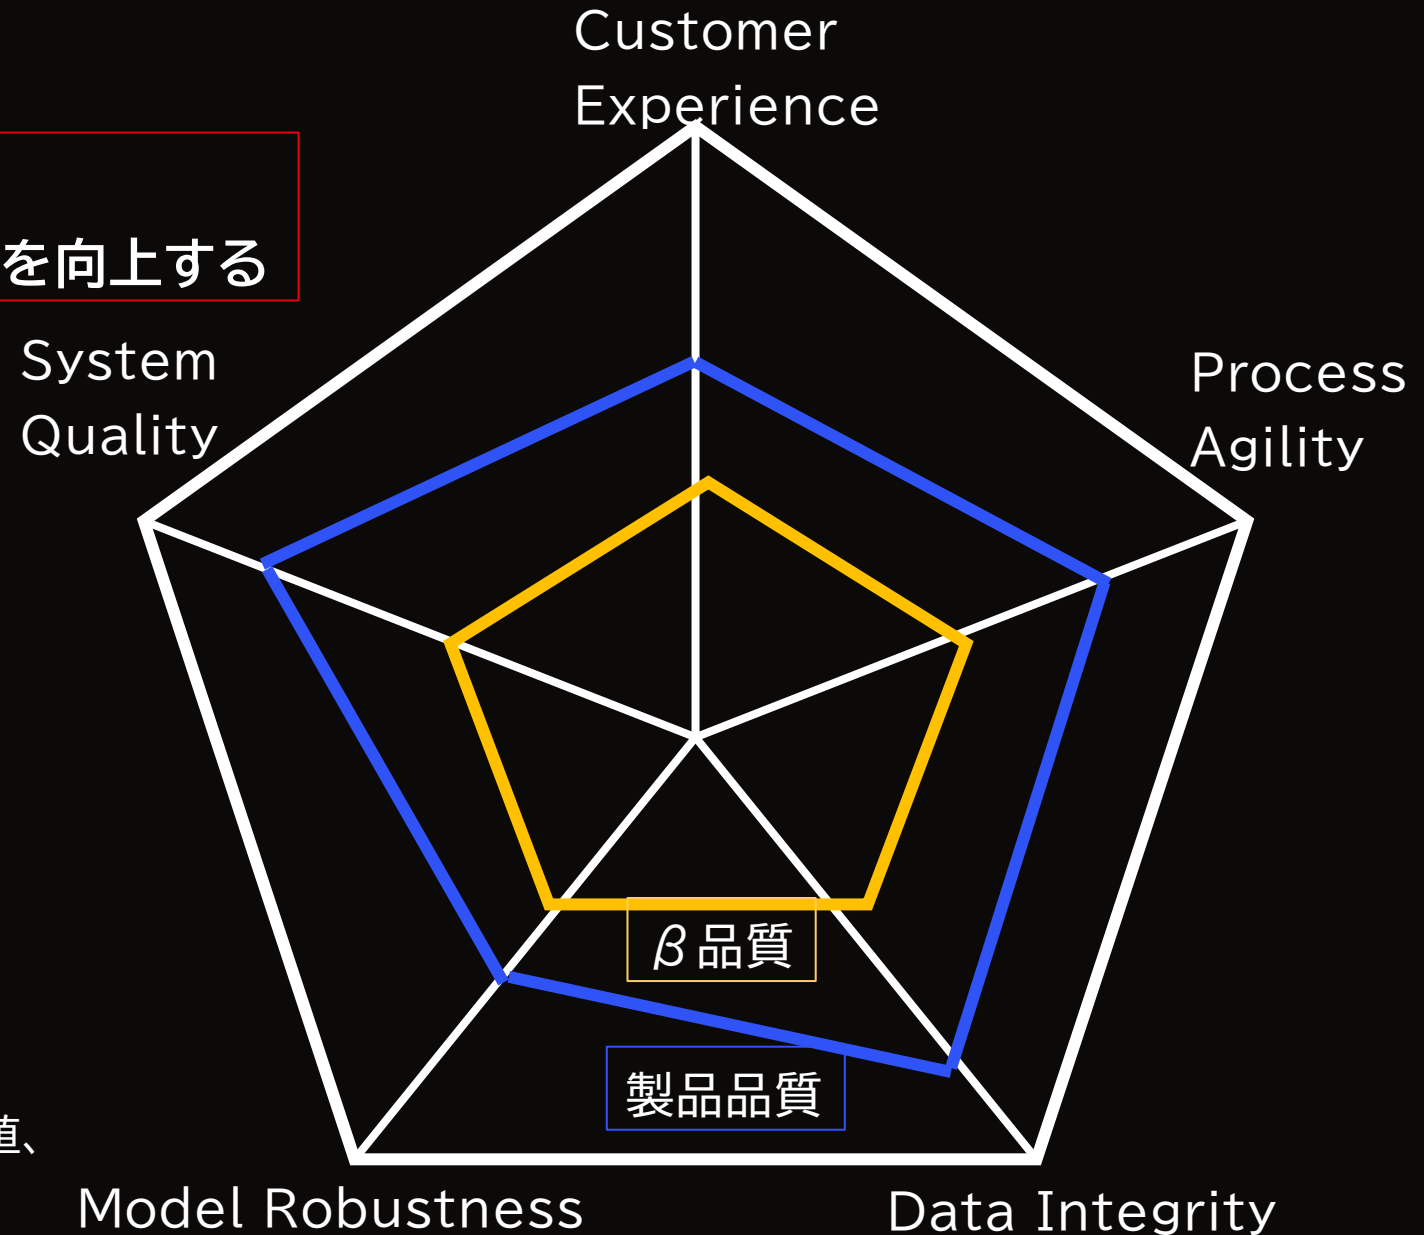 Customer
Experience
を向上する
System
Quality
Process
Agility
β品質
製品品質
値、
Model Robustness
Data Integrity